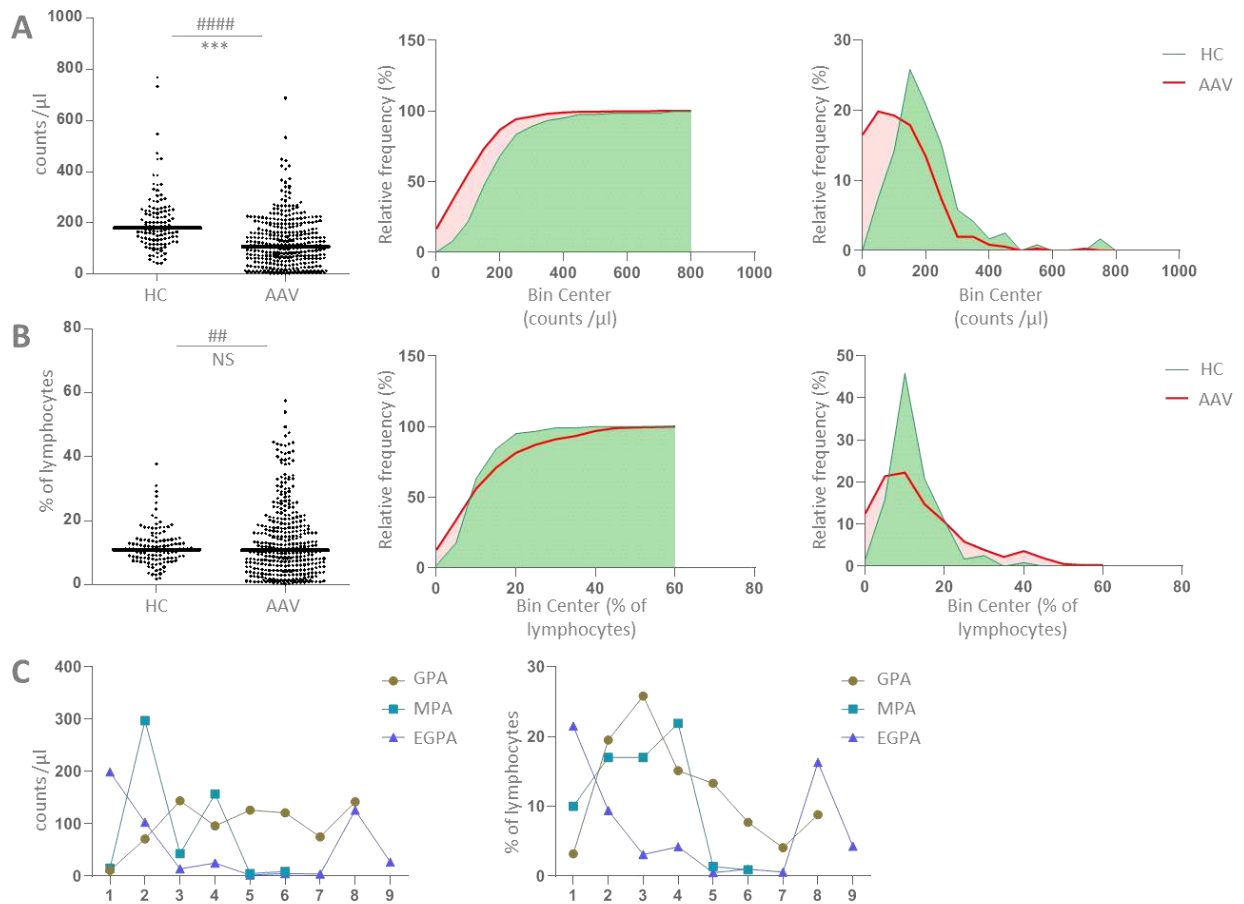 A
1000
800
600
400
200
0
counts /µl
####
***
HC
AAV
150
100
50
0
Relative frequency (%)
0
200
400
600
800
1000
Bin Center
(counts /µl)
30
20
10
0
Relative frequency (%)
0
200
400
600
800
1000
Bin Center
(counts /µl)
HC
AAV
B
80
60
40
20
0
% of lymphocytes
##
NS
HC
AAV
150
100
50
0
Relative frequency (%)
0
20
40
60
80
Bin Center (% of
lymphocytes)
50
40
30
20
10
0
Relative frequency (%)
0
20
40
60
80
Bin Center (% of
lymphocytes)
HC
AAV
C
400
300
200
100
0
counts /µl
1 2 3 4 5 6 7 8 9
GPA
MPA
EGPA
30
20
10
0
% of lymphocytes
1 2 3 4 5 6 7 8 9
GPA
MPA
EGPA